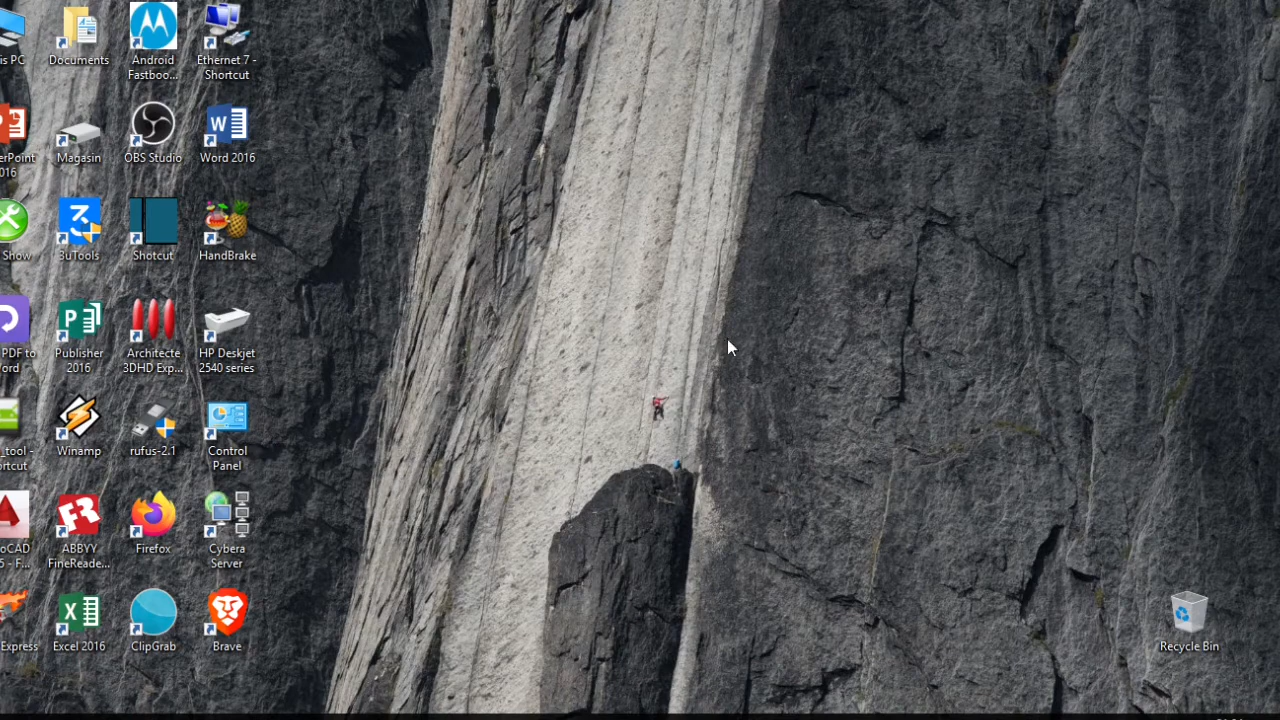 is PC
Documents
Android
Fastboo...
Ethernet 7 -
Shortcut
erPoint
016
Magasin
OBS Studio
Word 2016
Show
3uTools
Shotcut
HandBrake
PDF to
ord
Publisher
2016
Architecte
3DHD Exp...
HP Deskjet
2540 series
_tool -
ortcut
Winamp
rufus-2.1
Control
Panel
oCAD
5 - F...
ABBYY
FineReade...
Firefox
Cybera
Server
Express
Excel 2016
ClipGrab
Brave
Recycle Bin